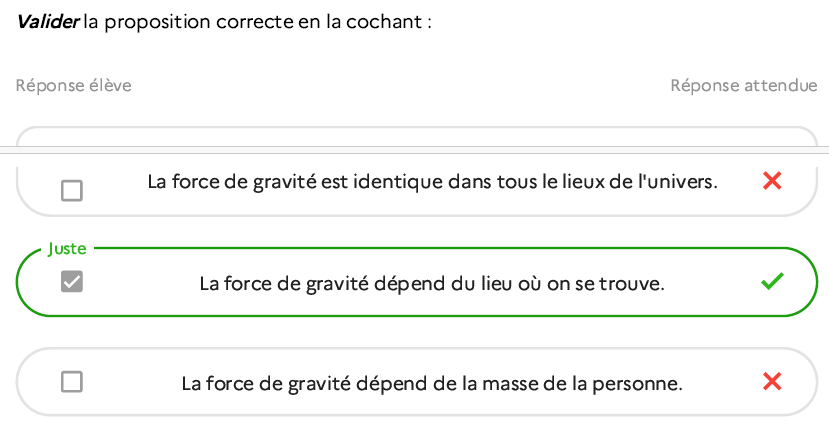 Valider la proposition correcte en la cochant :
Réponse élève
Réponse attendue
La force de gravité est identique dans tous le lieux de l'univers.
Juste
La force de gravité dépend du lieu où on se trouve.
La force de gravité dépend de la masse de la personne.